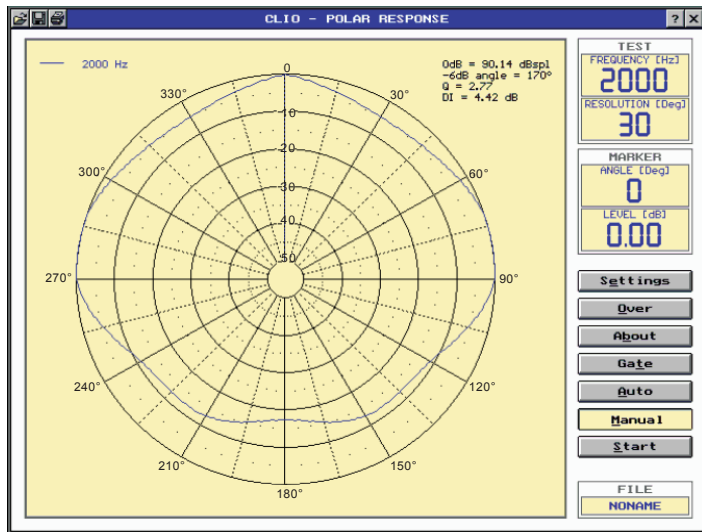 CLIO - POLAR RESPONSE
? ×
2000 Hz
0dB = 90.14 dBspl
-6dB angle = 170°
Q = 2.77
DI = 4.42 dB
0
330°
30°
10
20
300°
60°
30
40
50
270°
90°
240°
120°
210°
150°
180°
TEST
FREQUENCY [Hz]
2000
RESOLUTION [Deg]
30
MARKER
ANGLE [Deg]
0
LEVEL [dB]
0.00
Settings
Over
About
Gate
Auto
Manual
Start
FILE
NONAME